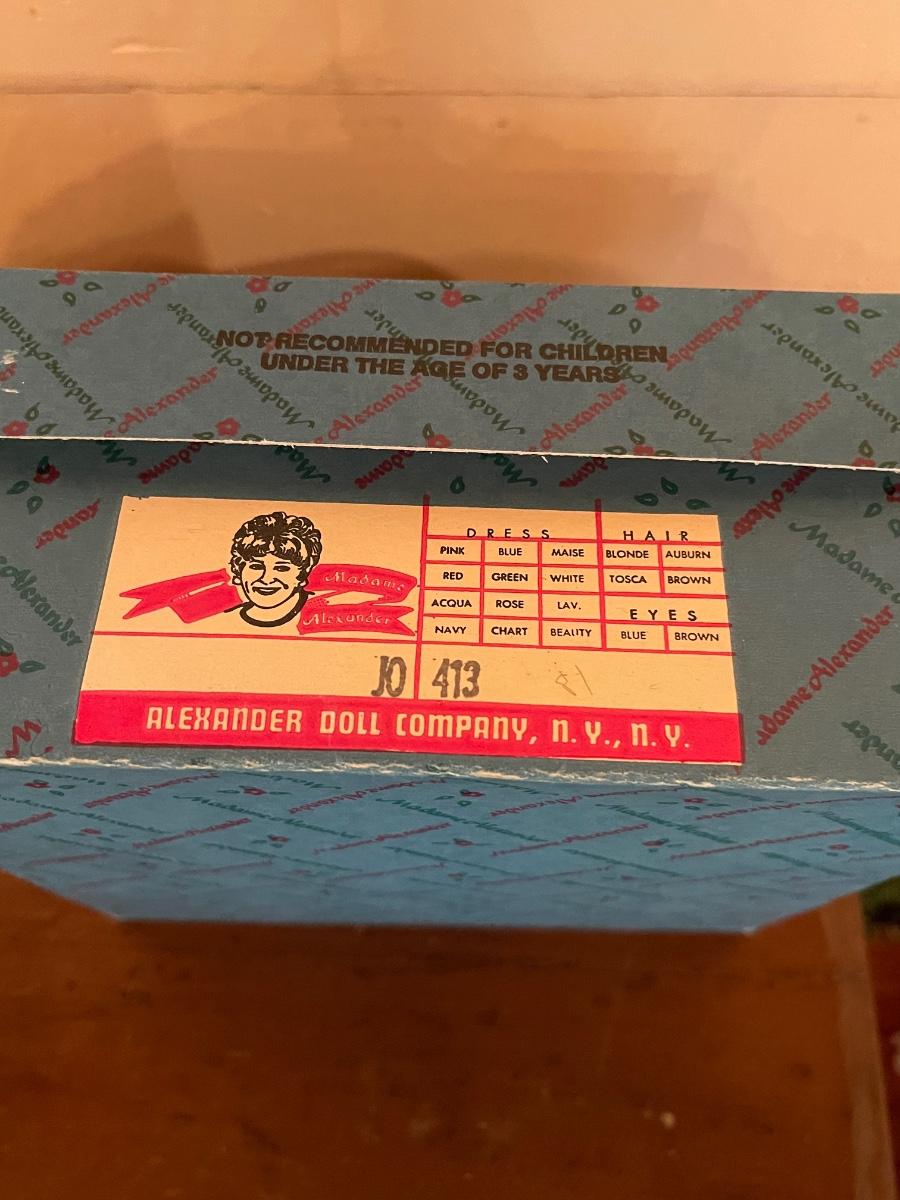 NOT RECOMMENDED FOR CHILDREN
UNDER THE AGE OF 3 YEARS
Madame
Alexander
DRESS HAIR
PINK BLUE MAISE BLONDE AUBURN
RED GREEN WHITE TOSCA BROWN
ACQUA ROSE LAV. EYES
NAVY CHART BEAUTY BLUE BROWN
JO 413
ALEXANDER DOLL COMPANY, N.Y., N.Y.